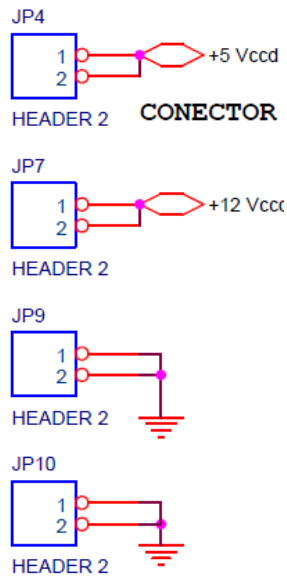 JP4
1
2
+5 Vccd
HEADER 2
CONECTOR
JP7
1
2
+12 Vccd
HEADER 2
JP9
1
2
HEADER 2
JP10
1
2
HEADER 2